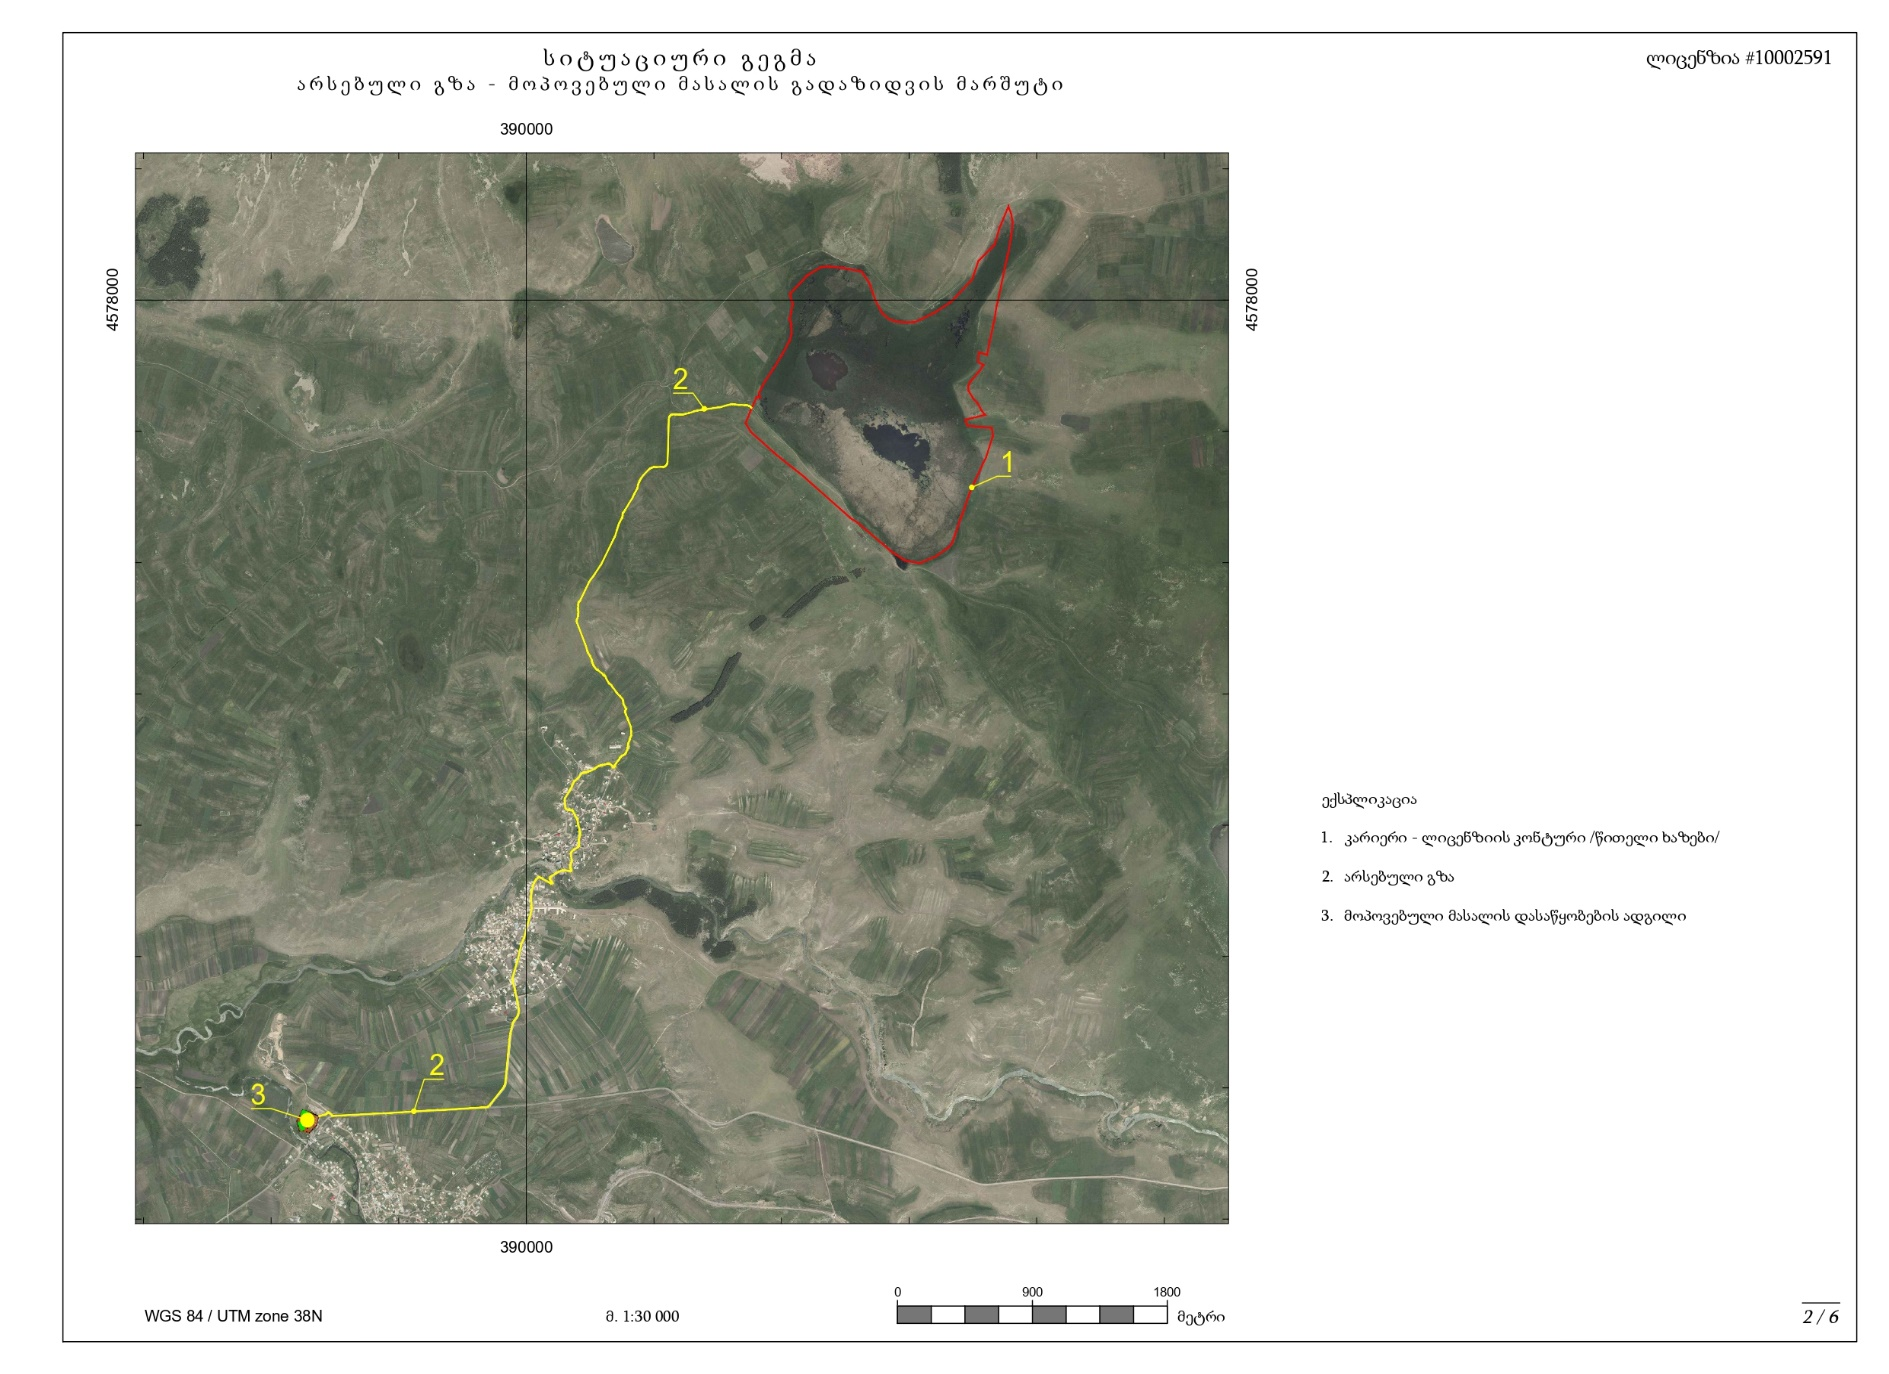 სიტუაციური გეგმა
არსებული გზა - მოპოვებული მასალის გადაზიდვის მარშუტი
ლიცენზია #10002591
390000
4578000
4578000
2
1
2
3
ექსპლიკაცია
1. კარიერი - ლიცენზიის კონტური /წითელი ხაზები/
2. არსებული გზა
3. მოპოვებული მასალის დასაწყობების ადგილი
390000
0 900 1800
მეტრი
WGS 84 / UTM zone 38N
მ. 1:30 000
2 / 6